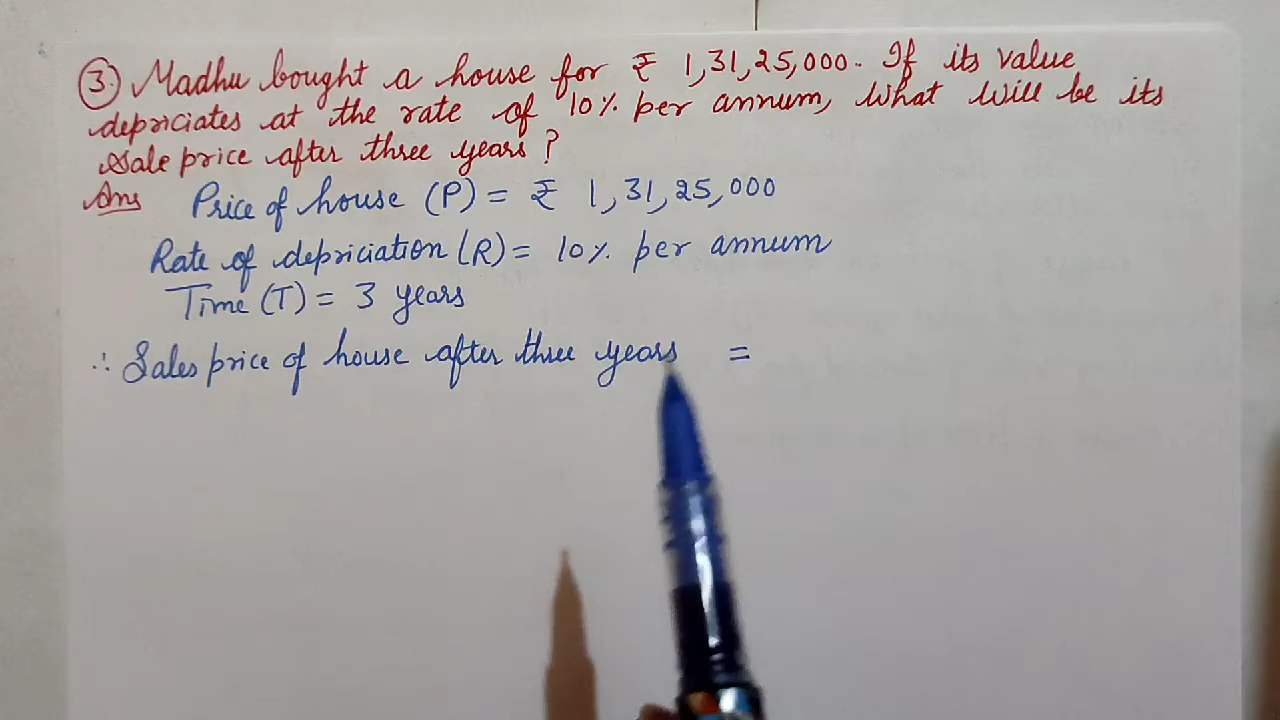 ③ Madhu bought a house for ₹ 1,31,25,000. If its value
depriciates at the rate of 10% per annum, what will be its
sale price after three years?
Ans Price of house (P) = ₹ 1,31,25,000
Rate of depriciation (R) = 10% per annum
Time (T) = 3 years
∴ Sales price of house after three years =